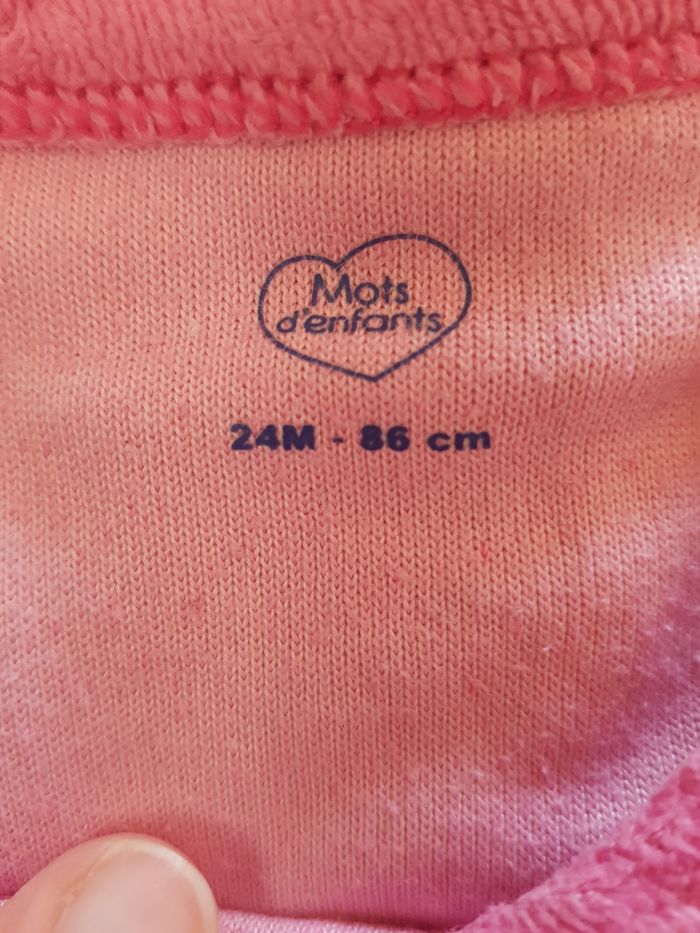 Mots
d'enfants
24M - 86 cm